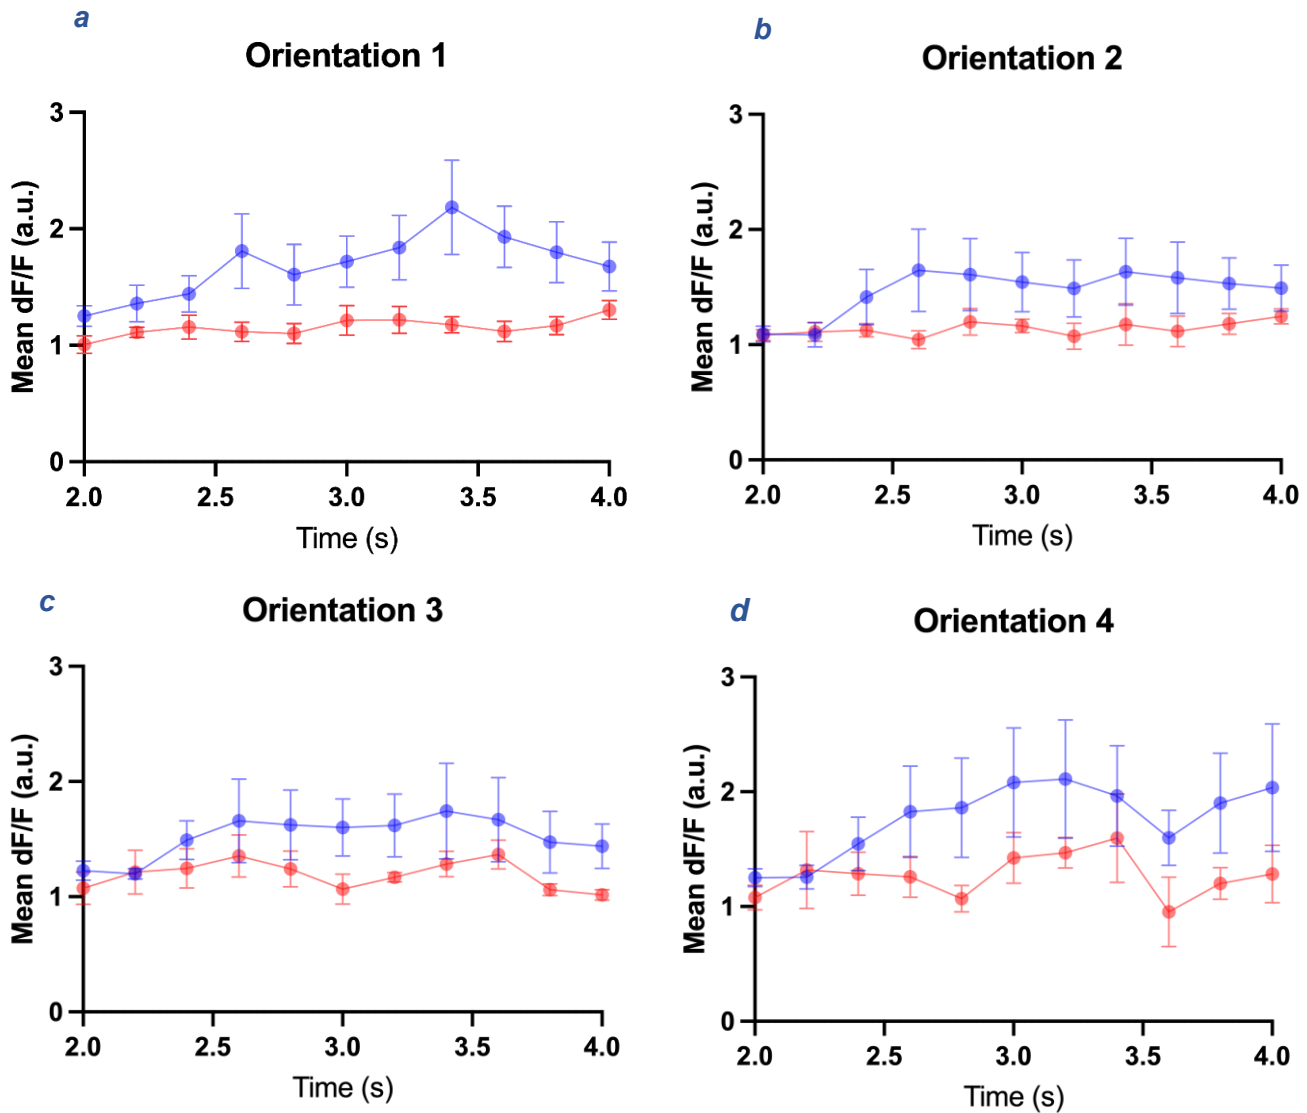 a
Orientation 1
Mean dF/F (a.u.)
3
2
1
0
2.0 2.5 3.0 3.5 4.0
Time (s)
b
Orientation 2
Mean dF/F (a.u.)
3
2
1
0
2.0 2.5 3.0 3.5 4.0
Time (s)
c
Orientation 3
Mean dF/F (a.u.)
3
2
1
0
2.0 2.5 3.0 3.5 4.0
Time (s)
d
Orientation 4
Mean dF/F (a.u.)
3
2
1
0
2.0 2.5 3.0 3.5 4.0
Time (s)